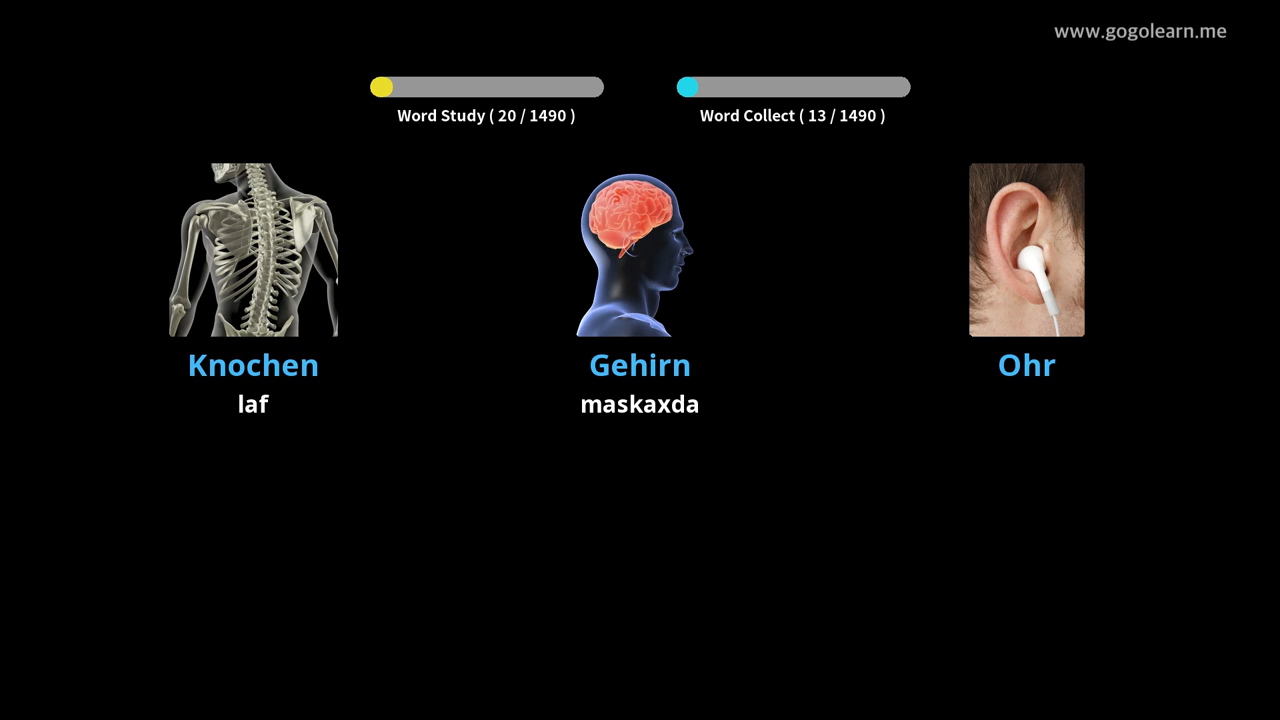 www.gogolearn.me
Word Study ( 20 / 1490 )
Word Collect ( 13 / 1490 )
Knochen
laf
Gehirn
maskaxda
Ohr